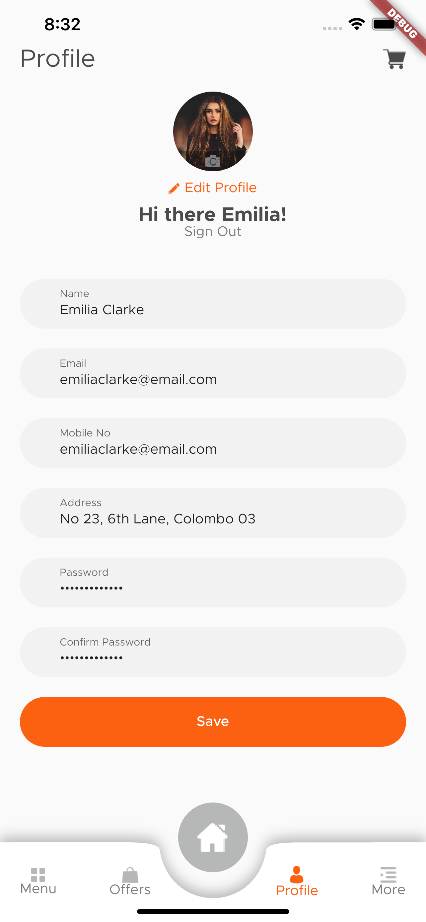 8:32
DEBUG
Profile
Edit Profile
Hi there Emilia!
Sign Out
Name
Emilia Clarke
Email
emiliaclarke@email.com
Mobile No
emiliaclarke@email.com
Address
No 23, 6th Lane, Colombo 03
Password
•••••••••••••
Confirm Password
•••••••••••••
Save
Menu
Offers
Profile
More